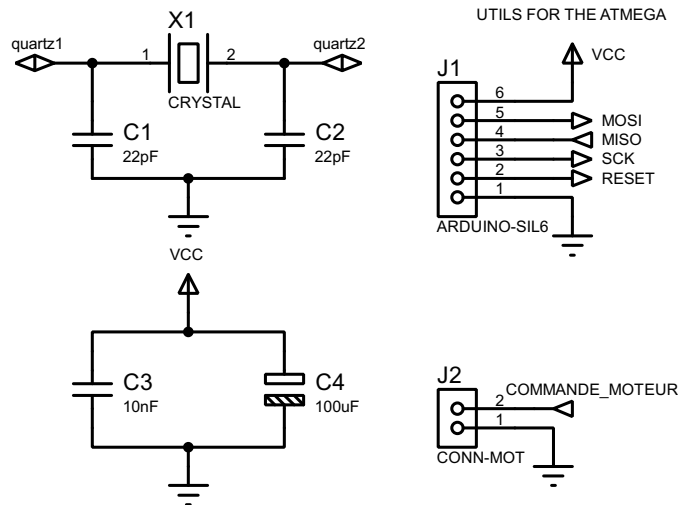 UTILS FOR THE ATMEGA
X1
quartz1
1
2
quartz2
CRYSTAL
C1
22pF
C2
22pF
VCC
J1
6
5
MOSI
4
MISO
3
SCK
2
RESET
1
ARDUINO-SIL6
VCC
C3
10nF
C4
100uF
J2
COMMANDE_MOTEUR
2
1
CONN-MOT